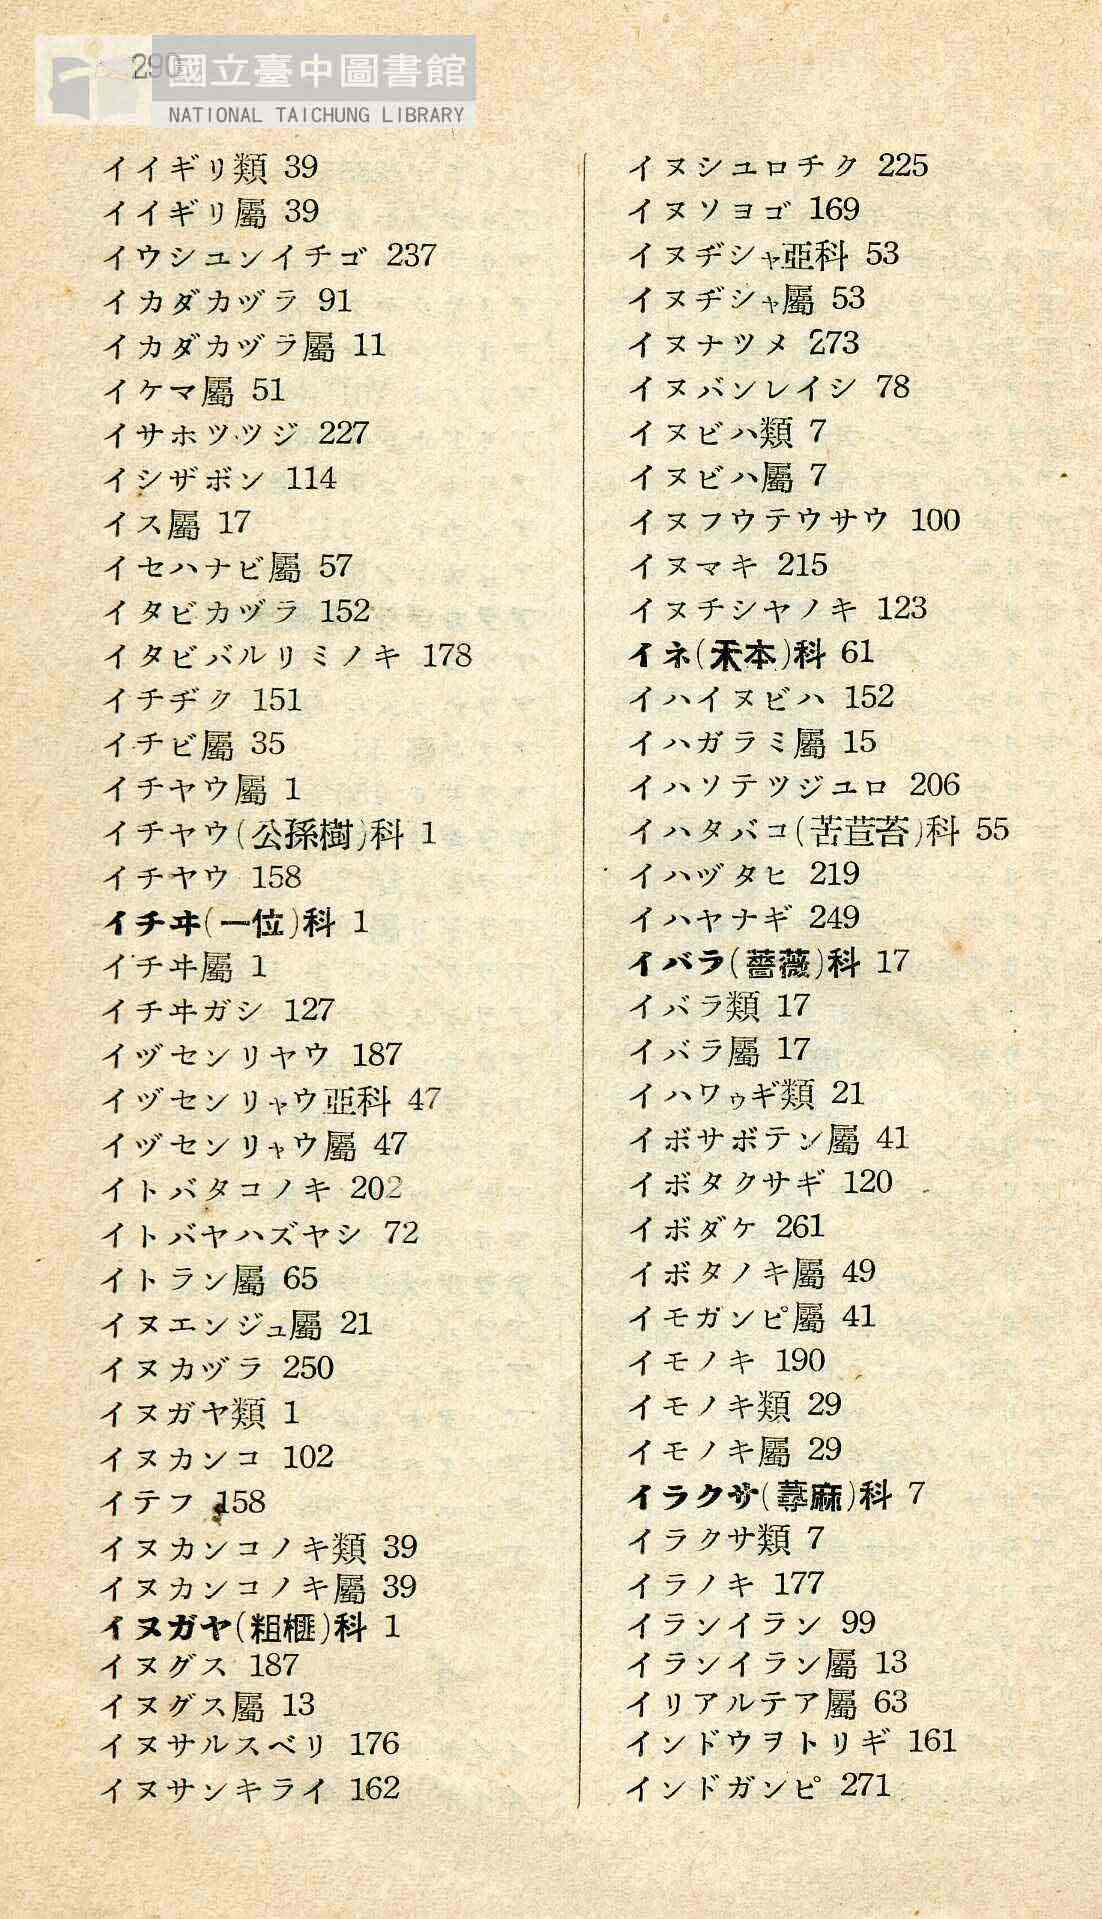 290
國立臺中圖書館
NATIONAL TAICHUNG LIBRARY
イイギリ類 39
イイギリ屬 39
イウシユンイチゴ 237
イカダカヅラ 91
イカダカヅラ屬 11
イケマ屬 51
イサホツツジ 227
イシザボン 114
イス屬 17
イセハナビ屬 57
イタビカヅラ 152
イタビバルリミノキ 178
イチヂク 151
イチビ屬 35
イチヤウ屬 1
イチヤウ(公孫樹)科 1
イチヤウ 158
イチヰ(一位)科 1
イチヰ屬 1
イチヰガシ 127
イヅセンリヤウ 187
イヅセンリャウ亞科 47
イヅセンリャウ屬 47
イトバタコノキ 202
イトバヤハズヤシ 72
イトラン屬 65
イヌエンジュ屬 21
イヌカヅラ 250
イヌガヤ類 1
イヌカンコ 102
イテフ 158
イヌカンコノキ類 39
イヌカンコノキ屬 39
イヌガヤ(粗榧)科 1
イヌグス 187
イヌグス屬 13
イヌサルスベリ 176
イヌサンキライ 162
イヌシユロチク 225
イヌソヨゴ 169
イヌヂシャ亞科 53
イヌヂシャ屬 53
イヌナツメ 273
イヌバンレイシ 78
イヌビハ類 7
イヌビハ屬 7
イヌフウテウサウ 100
イヌマキ 215
イヌチシヤノキ 123
イネ(禾本)科 61
イハイヌビハ 152
イハガラミ屬 15
イハソテツジユロ 206
イハタバコ(苦苣苔)科 55
イハヅタヒ 219
イハヤナギ 249
イバラ(薔薇)科 17
イバラ類 17
イバラ屬 17
イハワゥギ類 21
イボサボテン屬 41
イボタクサギ 120
イボダケ 261
イボタノキ屬 49
イモガンピ屬 41
イモノキ 190
イモノキ類 29
イモノキ屬 29
イラクサ(蕁麻)科 7
イラクサ類 7
イラノキ 177
イランイラン 99
イランイラン屬 13
イリアルテア屬 63
インドウヲトリギ 161
インドガンピ 271